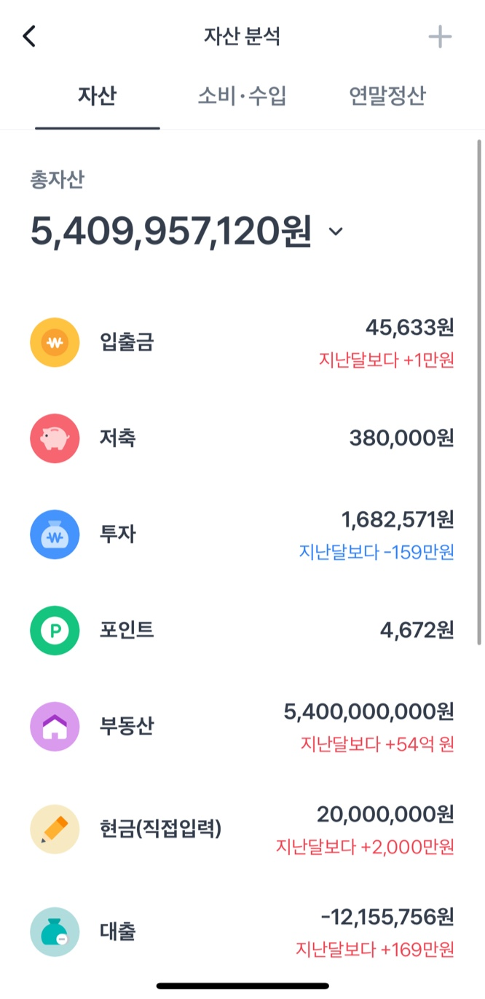 자산 분석
자산 소비·수입 연말정산
총자산
5,409,957,120원
입출금
45,633원
지난달보다 +1만원
저축
380,000원
투자
1,682,571원
지난달보다 -159만원
P
포인트
4,672원
부동산
5,400,000,000원
지난달보다 +54억 원
현금(직접입력)
20,000,000원
지난달보다 +2,000만원
대출
-12,155,756원
지난달보다 +169만원